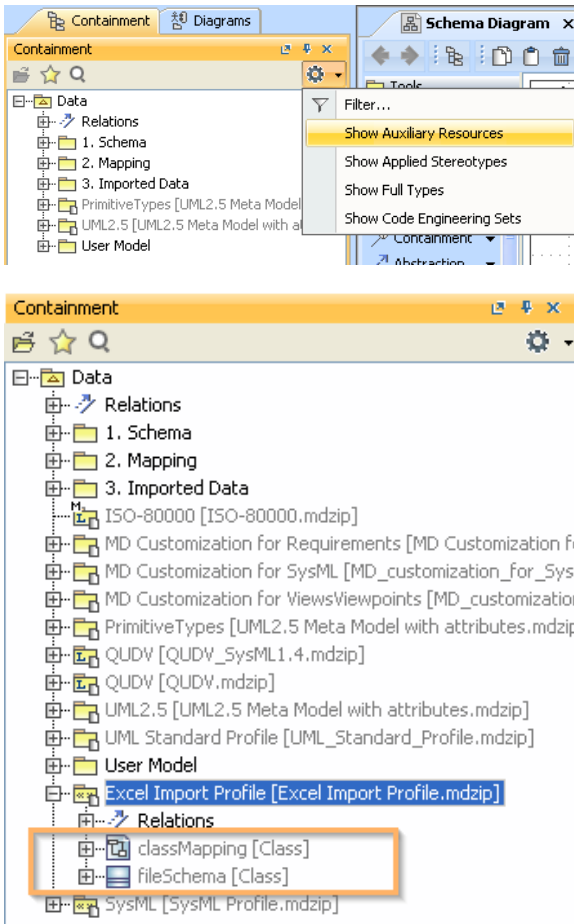 Containment
Diagrams
Schema Diagram
Containment
Tools
Data
Relations
1. Schema
2. Mapping
3. Imported Data
PrimitiveTypes [UML2.5 Meta Model
UML2.5 [UML2.5 Meta Model with at
User Model
Filter...
Show Auxiliary Resources
Show Applied Stereotypes
Show Full Types
Show Code Engineering Sets
Containment
Abstraction
Containment
Data
Relations
1. Schema
2. Mapping
3. Imported Data
ISO-80000 [ISO-80000.mdzip]
MD Customization for Requirements [MD Customization fo
MD Customization for SysML [MD_customization_for_Sys
MD Customization for ViewsViewpoints [MD_customization
PrimitiveTypes [UML2.5 Meta Model with attributes.mdzip
QUDV [QUDV_SysML1.4.mdzip]
QUDV [QUDV.mdzip]
UML2.5 [UML2.5 Meta Model with attributes.mdzip]
UML Standard Profile [UML_Standard_Profile.mdzip]
User Model
Excel Import Profile [Excel Import Profile.mdzip]
Relations
classMapping [Class]
fileSchema [Class]
SysML [SysML Profile.mdzip]